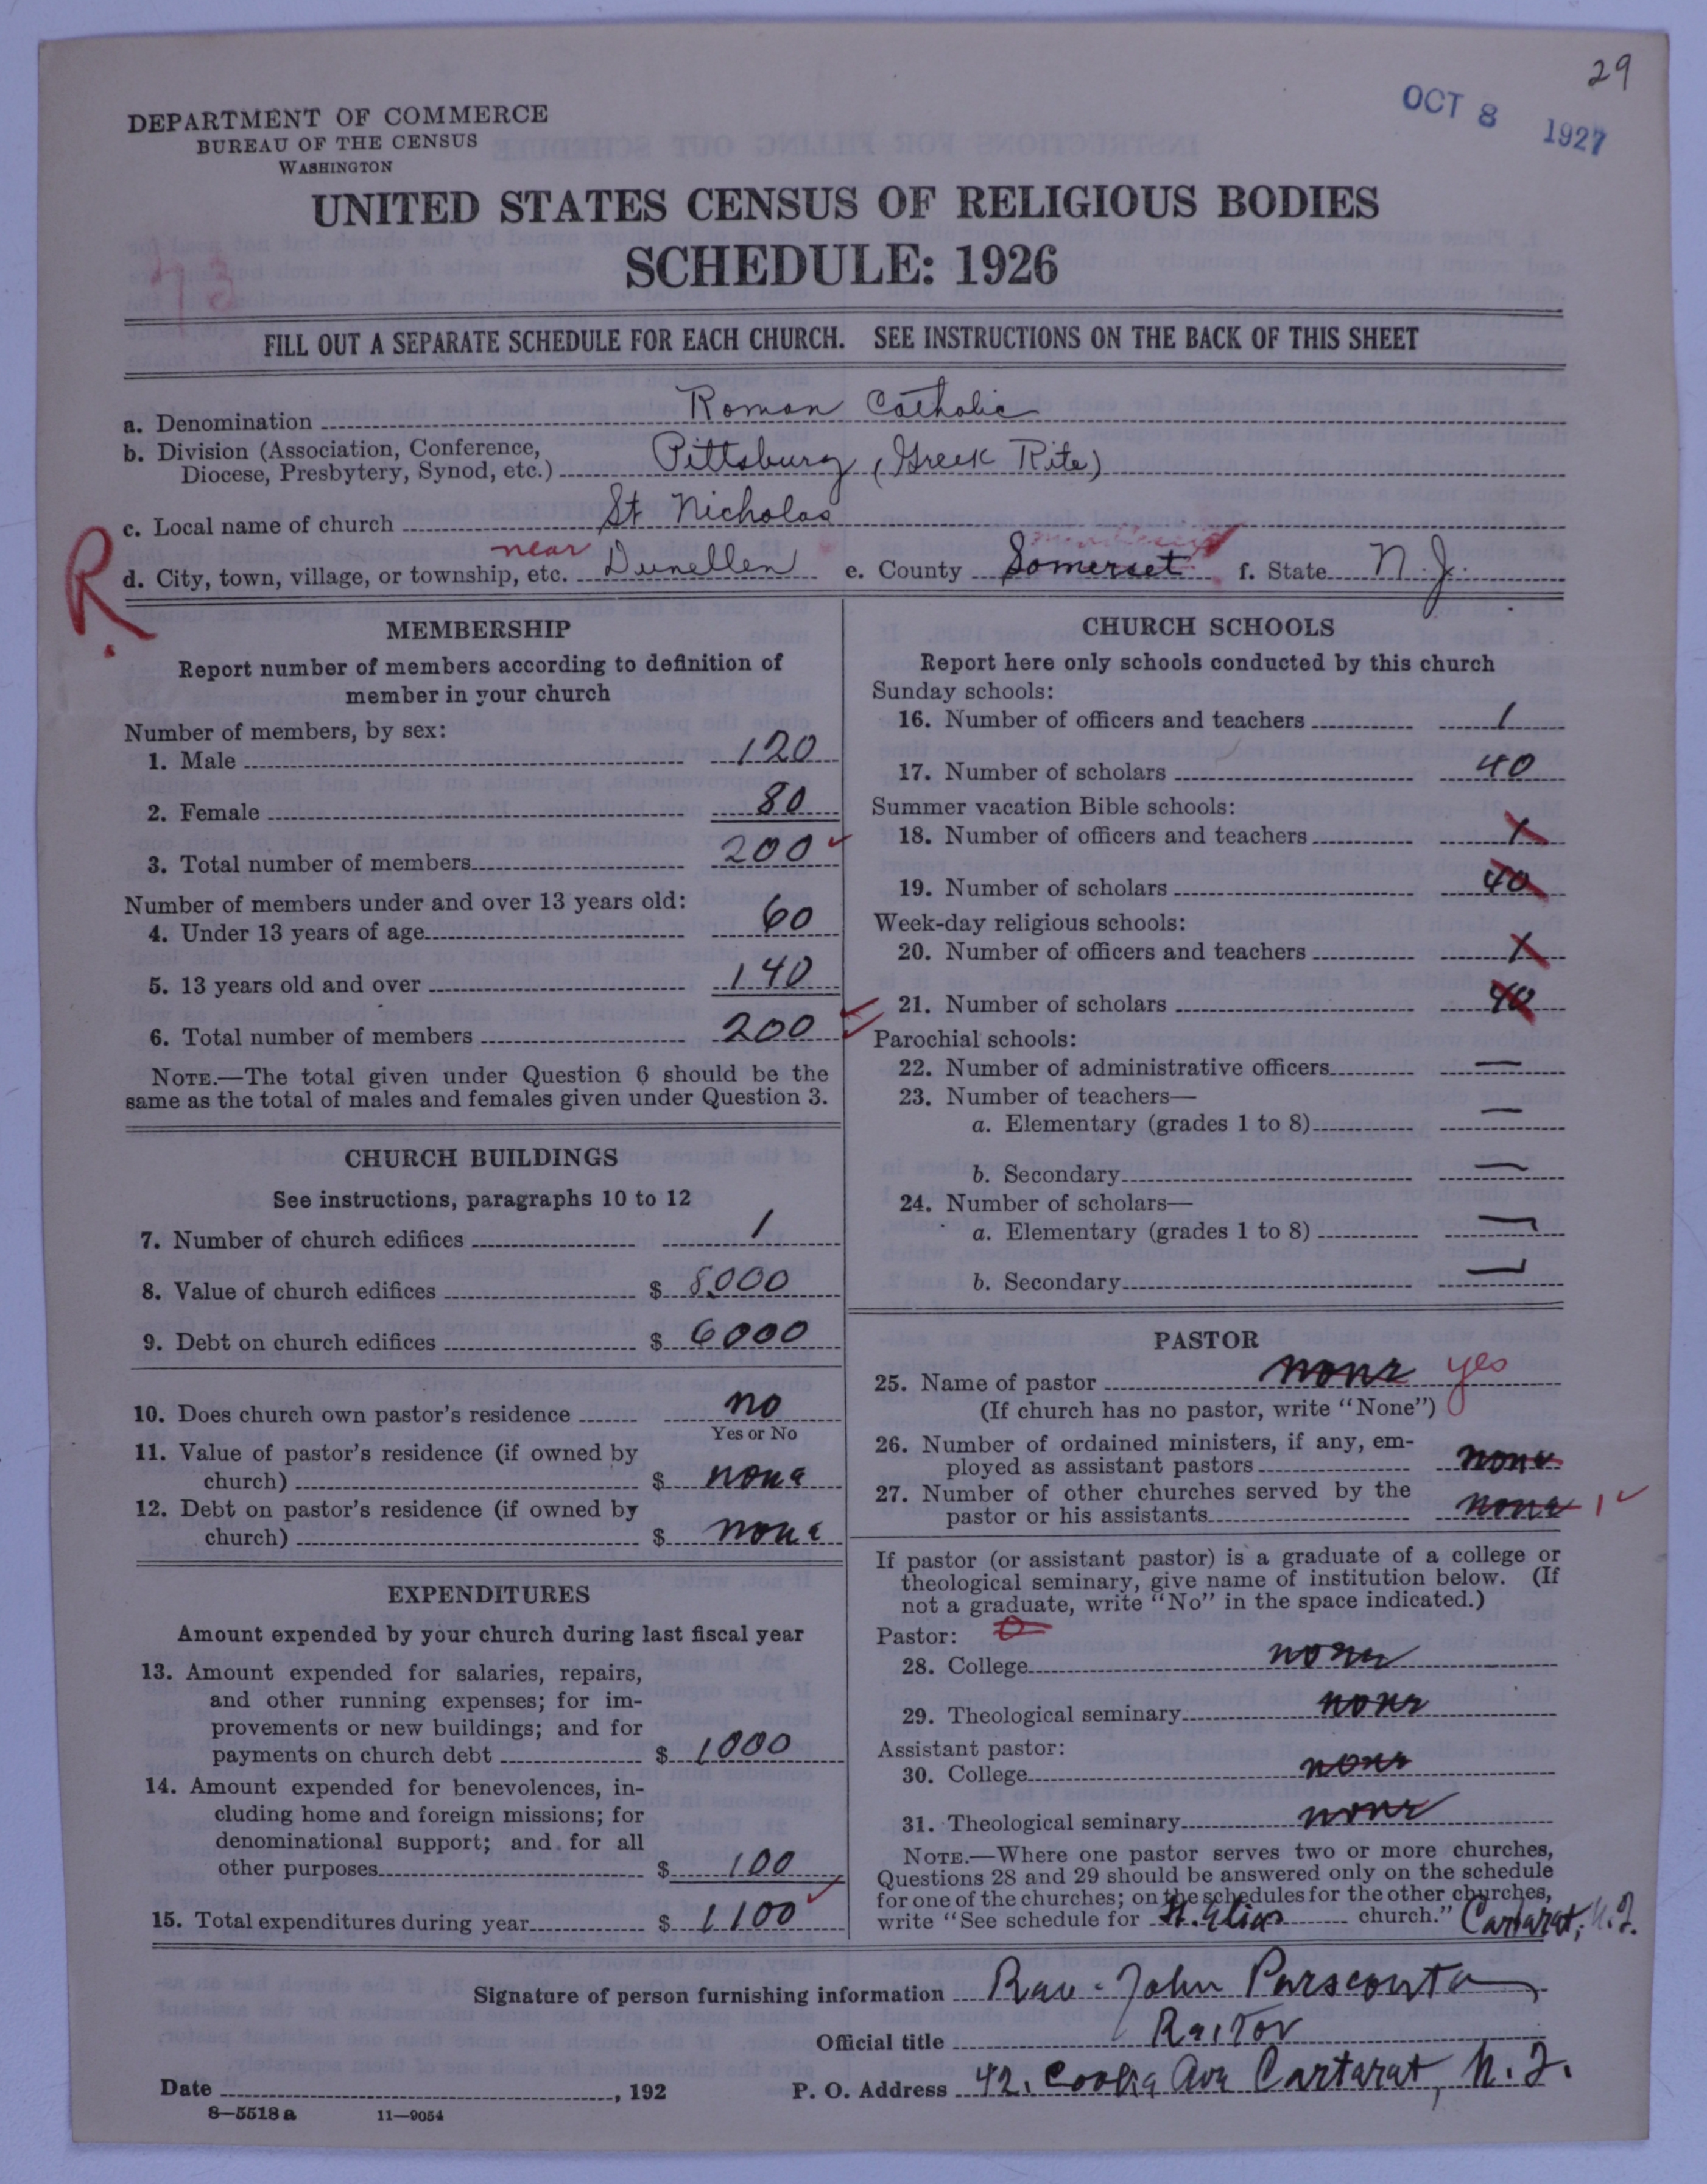 29
OCT 8 1927
DEPARTMENT OF COMMERCE
BUREAU OF THE CENSUS
WASHINGTON
UNITED STATES CENSUS OF RELIGIOUS BODIES
SCHEDULE: 1926
FILL OUT A SEPARATE SCHEDULE FOR EACH CHURCH. SEE INSTRUCTIONS ON THE BACK OF THIS SHEET
a. Denomination Roman Catholic
b. Division (Association, Conference,
Diocese, Presbytery, Synod, etc.) Pittsburg (Greek Rite)
c. Local name of church St Nicholas
R
d. City, town, village, or township, etc. near Dunellen e. County Somerset f. State N.J.
MEMBERSHIP
Report number of members according to definition of
member in your church
Number of members, by sex:
1. Male 120
2. Female 80
3. Total number of members 200
Number of members under and over 13 years old:
4. Under 13 years of age 60
5. 13 years old and over 140
6. Total number of members 200
NOTE.—The total given under Question 6 should be the
same as the total of males and females given under Question 3.
CHURCH BUILDINGS
See instructions, paragraphs 10 to 12
7. Number of church edifices 1
8. Value of church edifices $ 8,000
9. Debt on church edifices $ 6000
10. Does church own pastor's residence no
Yes or No
11. Value of pastor's residence (if owned by
church) $ none
12. Debt on pastor's residence (if owned by
church) $ none
EXPENDITURES
Amount expended by your church during last fiscal year
13. Amount expended for salaries, repairs,
and other running expenses; for im-
provements or new buildings; and for
payments on church debt $ 1000
14. Amount expended for benevolences, in-
cluding home and foreign missions; for
denominational support; and for all
other purposes $ 100
15. Total expenditures during year $ 1100
CHURCH SCHOOLS
Report here only schools conducted by this church
Sunday schools:
16. Number of officers and teachers 1
17. Number of scholars 40
Summer vacation Bible schools:
18. Number of officers and teachers 1
19. Number of scholars 40
Week-day religious schools:
20. Number of officers and teachers 1
21. Number of scholars 40
Parochial schools:
22. Number of administrative officers —
23. Number of teachers—
a. Elementary (grades 1 to 8) —
b. Secondary —
24. Number of scholars—
a. Elementary (grades 1 to 8) —
b. Secondary —
PASTOR
25. Name of pastor none yes
(If church has no pastor, write "None")
26. Number of ordained ministers, if any, em-
ployed as assistant pastors none
27. Number of other churches served by the
pastor or his assistants none 1
If pastor (or assistant pastor) is a graduate of a college or
theological seminary, give name of institution below. (If
not a graduate, write "No" in the space indicated.)
Pastor: 0
28. College none
29. Theological seminary none
Assistant pastor:
30. College none
31. Theological seminary none
NOTE.—Where one pastor serves two or more churches,
Questions 28 and 29 should be answered only on the schedule
for one of the churches; on the schedules for the other churches,
write "See schedule for St. Elias church." Cartarat, N.J.
Signature of person furnishing information Rev. John Parscouta
Official title Rector
Date , 192 P. O. Address 42. Cooke Ave Cartarat, N.J.
8—5518 a 11—9054